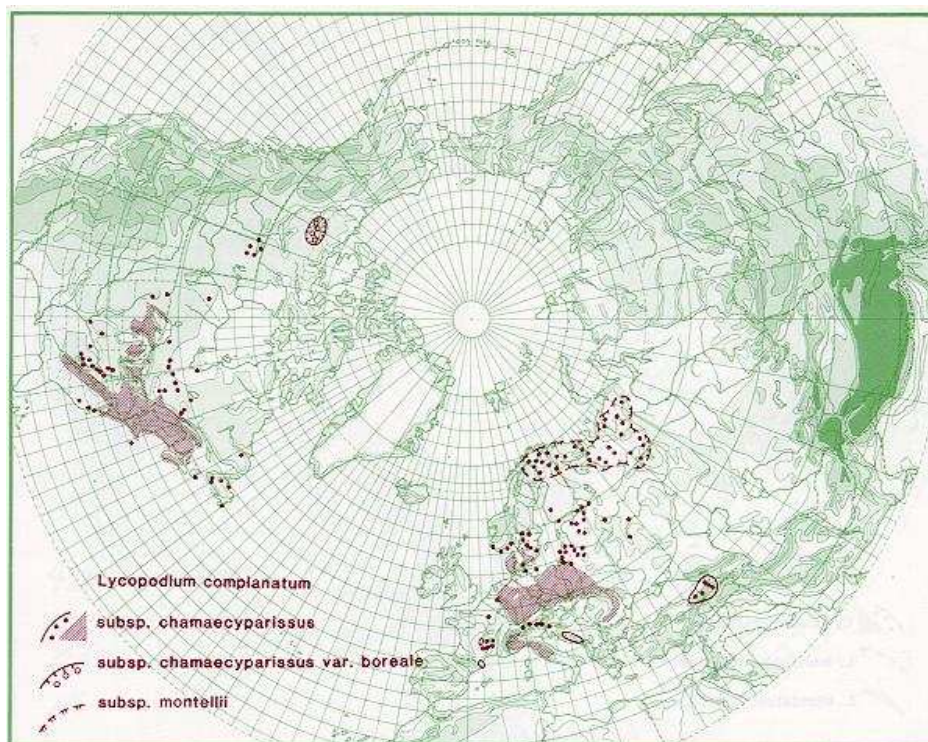 Lycopodium complanatum
subsp. chamaecyparissus
subsp. chamaecyparissus var. boreale
subsp. montellii